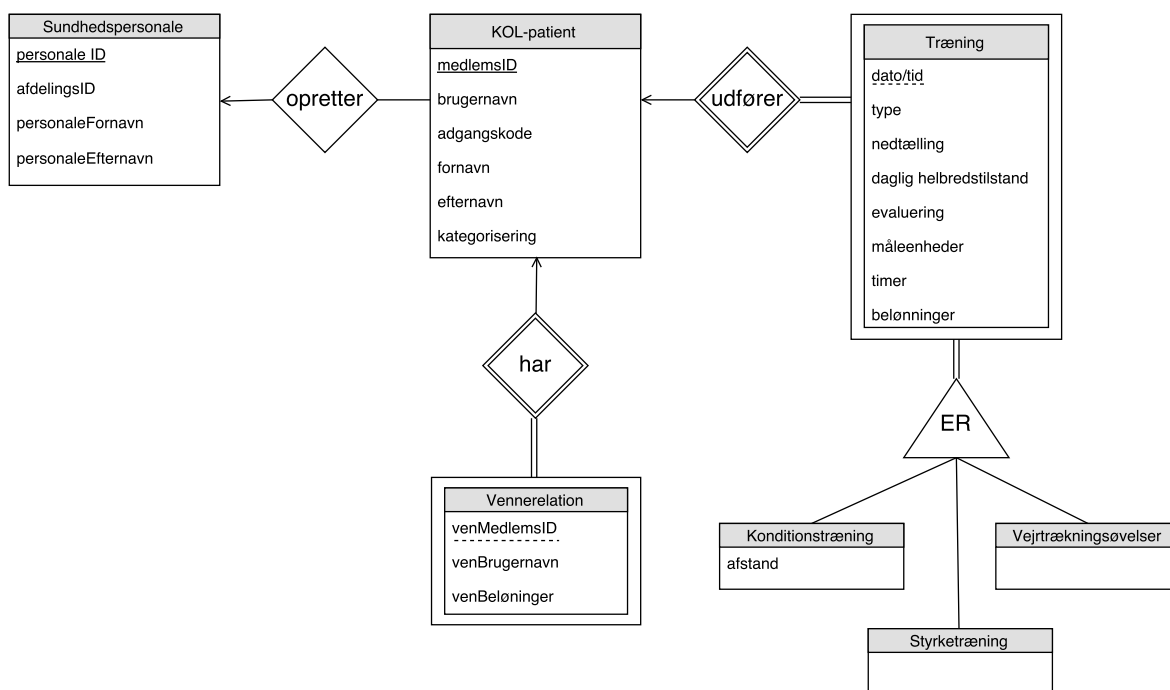 Sundhedspersonale
personale ID
afdelingsID
personaleFornavn
personaleEfternavn
opretter
KOL-patient
medlemsID
brugernavn
adgangskode
fornavn
efternavn
kategorisering
udfører
Træning
dato/tid
type
nedtælling
daglig helbredstilstand
evaluering
måleenheder
timer
belønninger
har
ER
Vennerelation
venMedlemsID
venBrugernavn
venBeløninger
Konditionstræning
afstand
Vejrtrækningsøvelser
Styrketræning